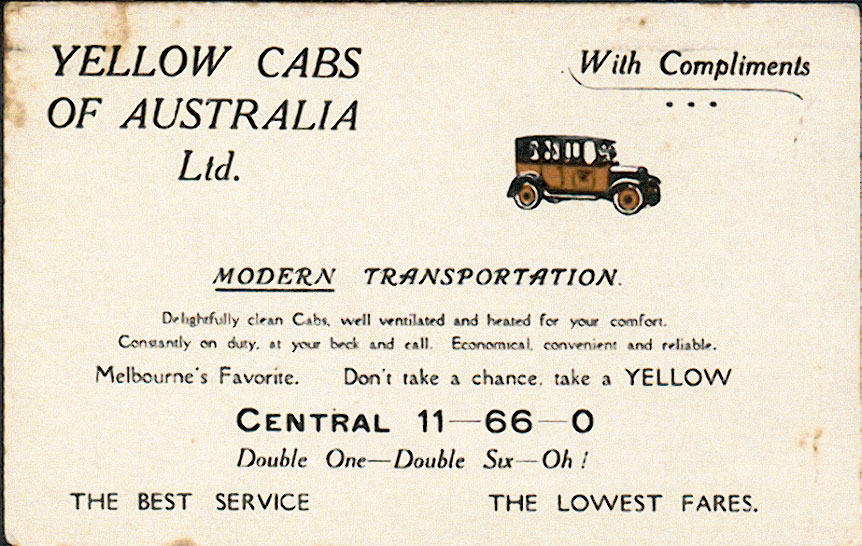 YELLOW CABS
OF AUSTRALIA
Ltd.
With Compliments
MODERN TRANSPORTATION.
Delightfully clean Cabs, well ventilated and heated for your comfort.
Constantly on duty, at your beck and call. Economical, convenient and reliable.
Melbourne's Favorite. Don't take a chance, take a YELLOW
CENTRAL 11—66—O
Double One—Double Six—Oh!
THE BEST SERVICE THE LOWEST FARES.